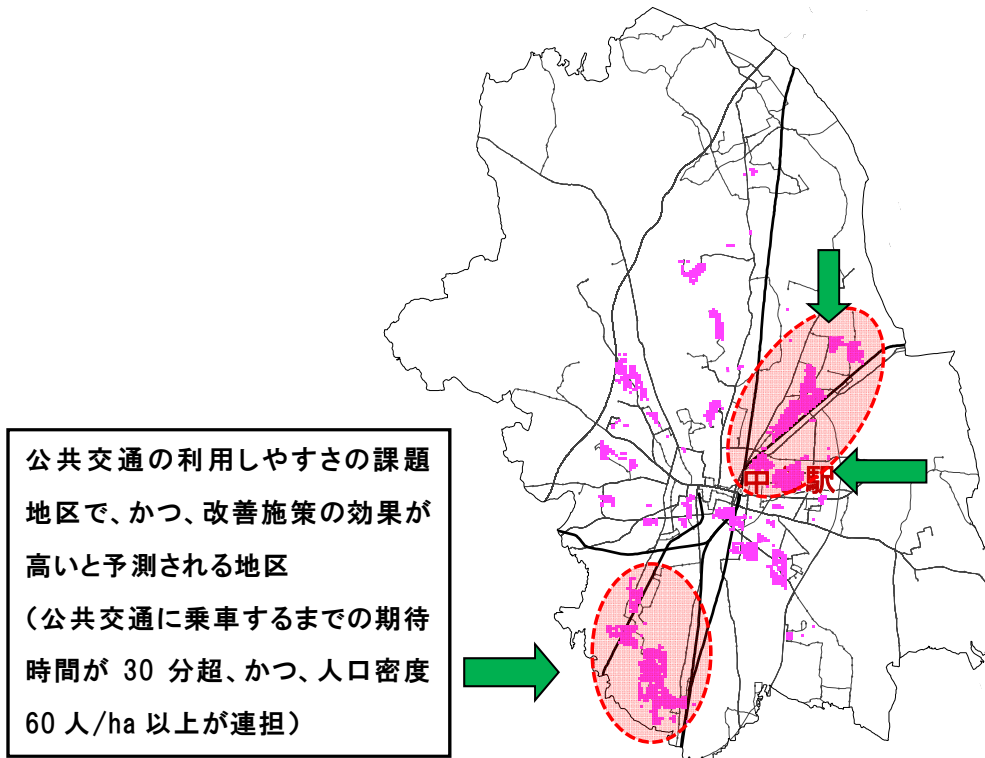 中 駅
公共交通の利用しやすさの課題
地区で、かつ、改善施策の効果が
高いと予測される地区
（公共交通に乗車するまでの期待
時間が 30 分超、かつ、人口密度
60 人/ha 以上が連担）